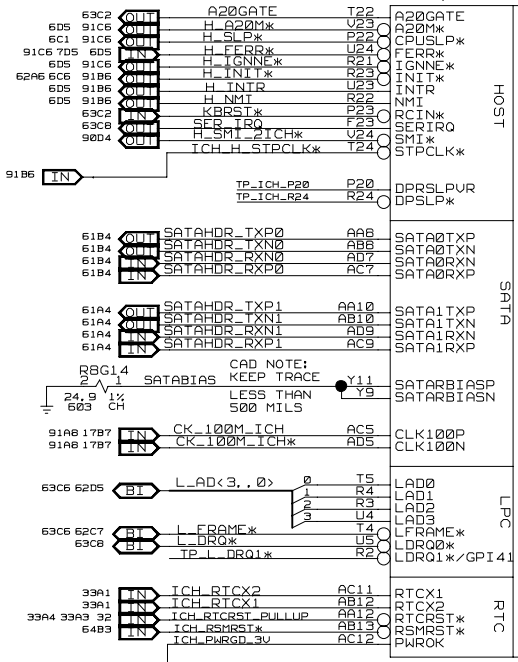 63C2 OUT A20GATE T22 A20GATE
6D5 91C6 OUT H_A20M* V23 A20M*
6C1 91C6 OUT H_SLP* P22 CPUSLP*
91C6 7D5 6D5 IN H_FERR* U24 FERR*
6D5 91C6 OUT H_IGNNE* R21 IGNNE*
62A6 6C6 91B6 OUT H_INIT* R23 INIT*
6D5 91B6 OUT H_INTR U23 INTR
6D5 91B6 OUT H_NMI R22 NMI
63C2 IN KBRST* P23 RCIN*
63C8 OUT SER_IRQ F23 SERIRQ
90D4 OUT H_SMI_2ICH* V24 SMI*
ICH_H_STPCLK* T24 STPCLK*
HOST
91B6 IN
TP_ICH_P20 P20 DPRSLPVR
TP_ICH_R24 R24 DPSLP*
61B4 OUT SATAHDR_TXP0 AA8 SATA0TXP
61B4 OUT SATAHDR_TXN0 AB8 SATA0TXN
61B4 IN SATAHDR_RXN0 AD7 SATA0RXN
61B4 IN SATAHDR_RXP0 AC7 SATA0RXP
SATA
61A4 OUT SATAHDR_TXP1 AA10 SATA1TXP
61A4 OUT SATAHDR_TXN1 AB10 SATA1TXN
61A4 IN SATAHDR_RXN1 AD9 SATA1RXN
61A4 IN SATAHDR_RXP1 AC9 SATA1RXP
R8G14 CAD NOTE:
2 1 SATABIAS KEEP TRACE Y11 SATARBIASP
24.9 1% LESS THAN Y9 SATARBIASN
603 CH 500 MILS
91A8 17B7 IN CK_100M_ICH AC5 CLK100P
91A8 17B7 IN CK_100M_ICH* AD5 CLK100N
63C6 62D5 BI L_AD<3..0> 0 T5 LAD0
1 R4 LAD1
2 R3 LAD2
3 U4 LAD3
LPC
63C6 62C7 BI L_FRAME* T4 LFRAME*
63C8 BI L_DRQ* U5 LDRQ0*
TP_L_DRQ1* R2 LDRQ1*/GPI41
33A1 IN ICH_RTCX2 AC11 RTCX1
33A1 IN ICH_RTCX1 AB12 RTCX2
33A4 33A3 32 IN ICH_RTCRST_PULLUP AA12 RTCRST*
64B3 IN ICH_RSMRST* AB13 RSMRST*
ICH_PWRGD_3V AC12 PWROK
RTC